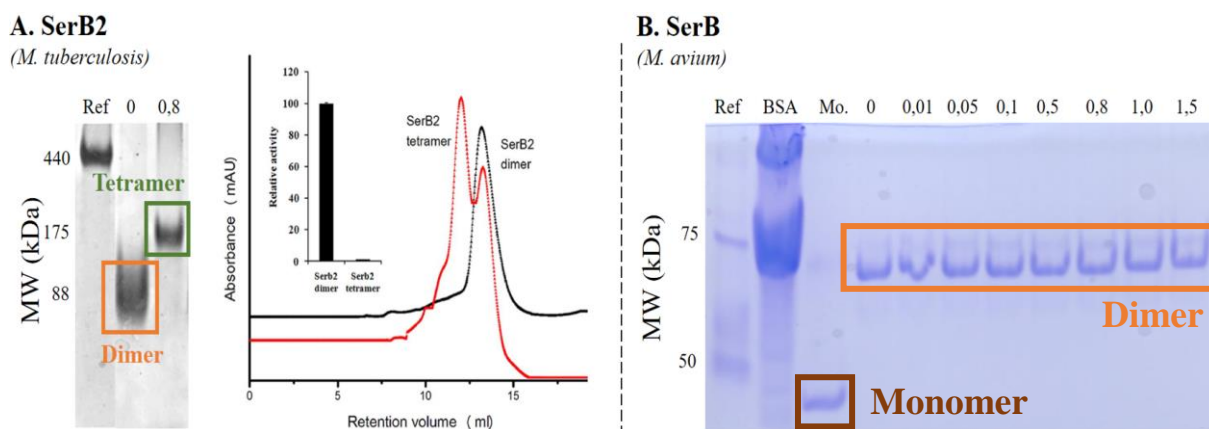 A. SerB2
(M. tuberculosis)
Ref 0 0,8
440
175
88
MW (kDa)
Tetramer
Dimer
120
100
80
60
40
20
0
Relative activity
Serb2 dimer
SerB2 tetramer
SerB2 tetramer
SerB2 dimer
Absorbance ( mAU)
0 5 10 15
Retention volume ( ml)
B. SerB
(M. avium)
Ref BSA Mo. 0 0,01 0,05 0,1 0,5 0,8 1,0 1,5
75
50
MW (kDa)
Dimer
Monomer